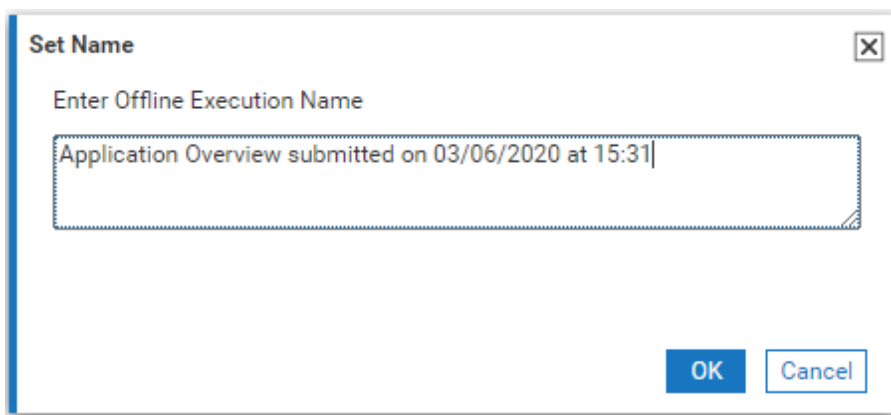 Set Name
Enter Offline Execution Name
Application Overview submitted on 03/06/2020 at 15:31
OK
Cancel